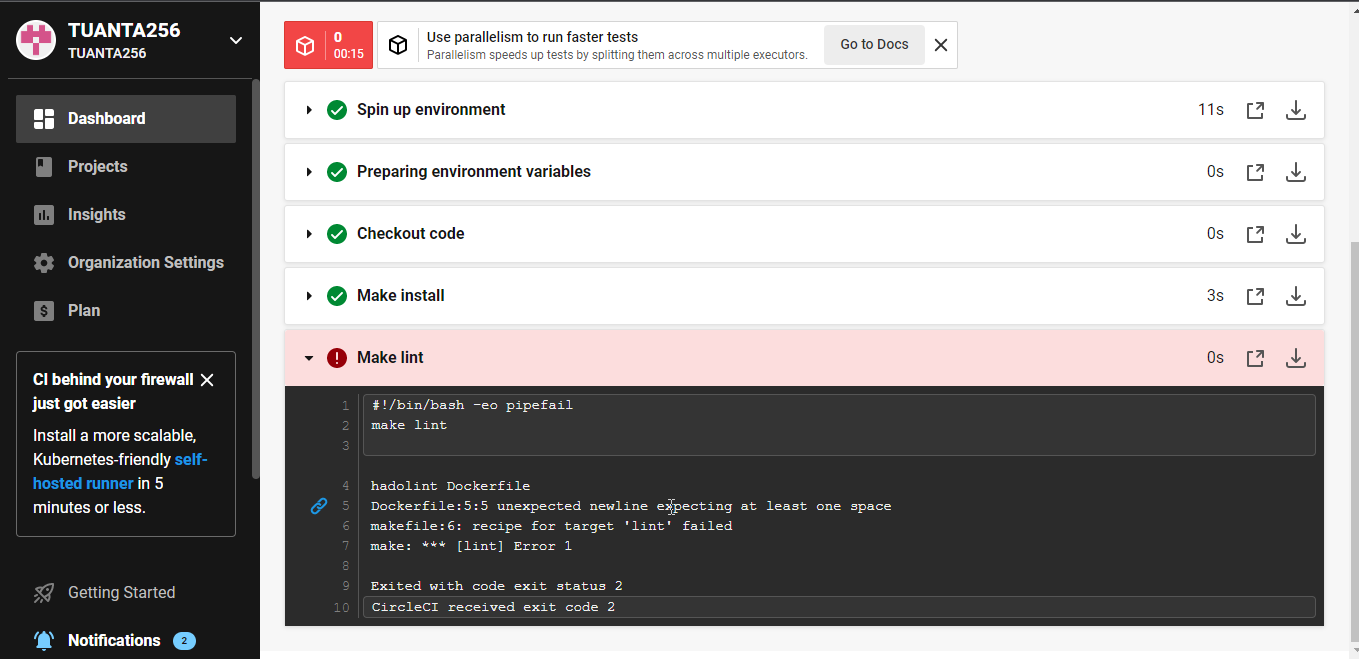 TUANTA256
TUANTA256
Dashboard
Projects
Insights
Organization Settings
Plan
CI behind your firewall
just got easier
Install a more scalable,
Kubernetes-friendly self-
hosted runner in 5
minutes or less.
Getting Started
Notifications 2
0
00:15
Use parallelism to run faster tests
Parallelism speeds up tests by splitting them across multiple executors.
Go to Docs
Spin up environment 11s
Preparing environment variables 0s
Checkout code 0s
Make install 3s
Make lint 0s
1 #!/bin/bash -eo pipefail
2 make lint
3
4 hadolint Dockerfile
5 Dockerfile:5:5 unexpected newline expecting at least one space
6 makefile:6: recipe for target 'lint' failed
7 make: *** [lint] Error 1
8
9 Exited with code exit status 2
10 CircleCI received exit code 2